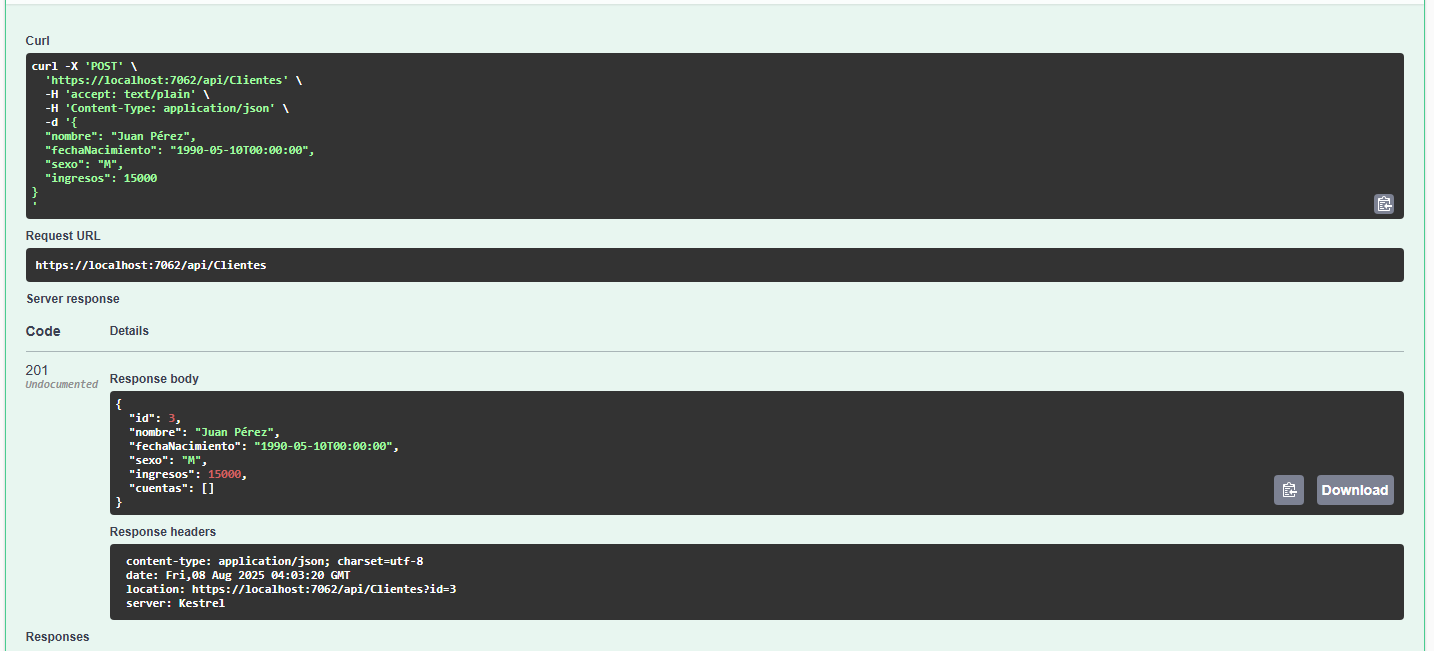 Curl
curl -X 'POST' \
'https://localhost:7062/api/Clientes' \
-H 'accept: text/plain' \
-H 'Content-Type: application/json' \
-d '{
"nombre": "Juan Pérez",
"fechaNacimiento": "1990-05-10T00:00:00",
"sexo": "M",
"ingresos": 15000
}
'
Request URL
https://localhost:7062/api/Clientes
Server response
Code Details
201
Undocumented
Response body
{
"id": 3,
"nombre": "Juan Pérez",
"fechaNacimiento": "1990-05-10T00:00:00",
"sexo": "M",
"ingresos": 15000,
"cuentas": []
}
Download
Response headers
content-type: application/json; charset=utf-8
date: Fri,08 Aug 2025 04:03:20 GMT
location: https://localhost:7062/api/Clientes?id=3
server: Kestrel
Responses